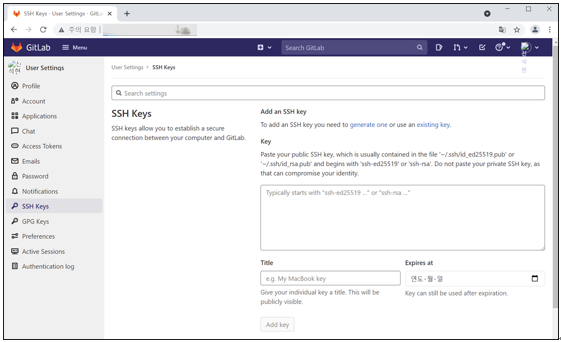 SSH Keys · User Settings · GitLab
주의 요함
GitLab
Menu
Search GitLab
신석현
User Settings
User Settings > SSH Keys
Search settings
Profile
Account
Applications
Chat
Access Tokens
Emails
Password
Notifications
SSH Keys
GPG Keys
Preferences
Active Sessions
Authentication log
SSH Keys
SSH keys allow you to establish a secure
connection between your computer and GitLab.
Add an SSH key
To add an SSH key you need to generate one or use an existing key.
Key
Paste your public SSH key, which is usually contained in the file '~/.ssh/id_ed25519.pub' or
'~/.ssh/id_rsa.pub' and begins with 'ssh-ed25519' or 'ssh-rsa'. Do not paste your private SSH key, as
that can compromise your identity.
Typically starts with "ssh-ed25519 ..." or "ssh-rsa ..."
Title
e.g. My MacBook key
Give your individual key a title. This will be
publicly visible.
Expires at
연도-월-일
Key can still be used after expiration.
Add key